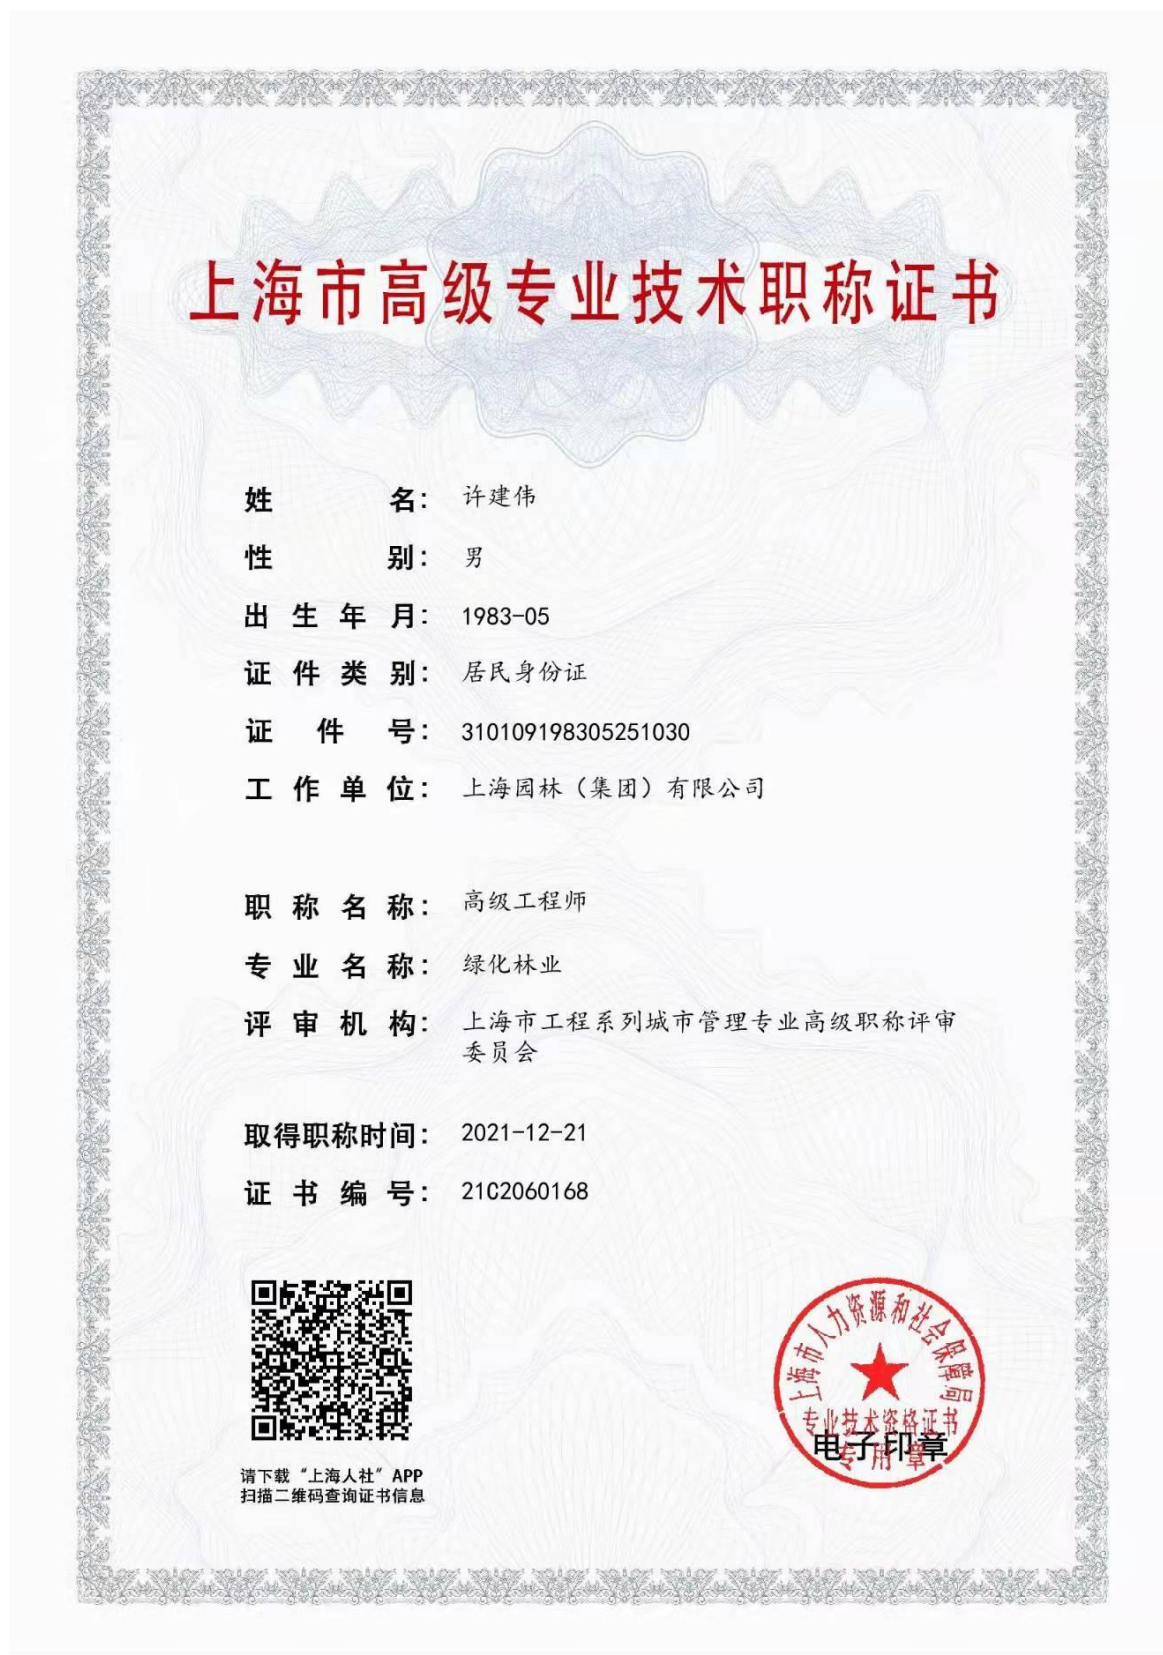 上海市高级专业技术职称证书
姓名： 许建伟
性别： 男
出生年月： 1983-05
证件类别： 居民身份证
证件号： 310109198305251030
工作单位： 上海园林（集团）有限公司
职称名称： 高级工程师
专业名称： 绿化林业
评审机构： 上海市工程系列城市管理专业高级职称评审
委员会
取得职称时间： 2021-12-21
证书编号： 21C2060168
上海市人力资源和社会保障局
专业技术资格证书
电子印章
专用章
请下载“上海人社”APP
扫描二维码查询证书信息